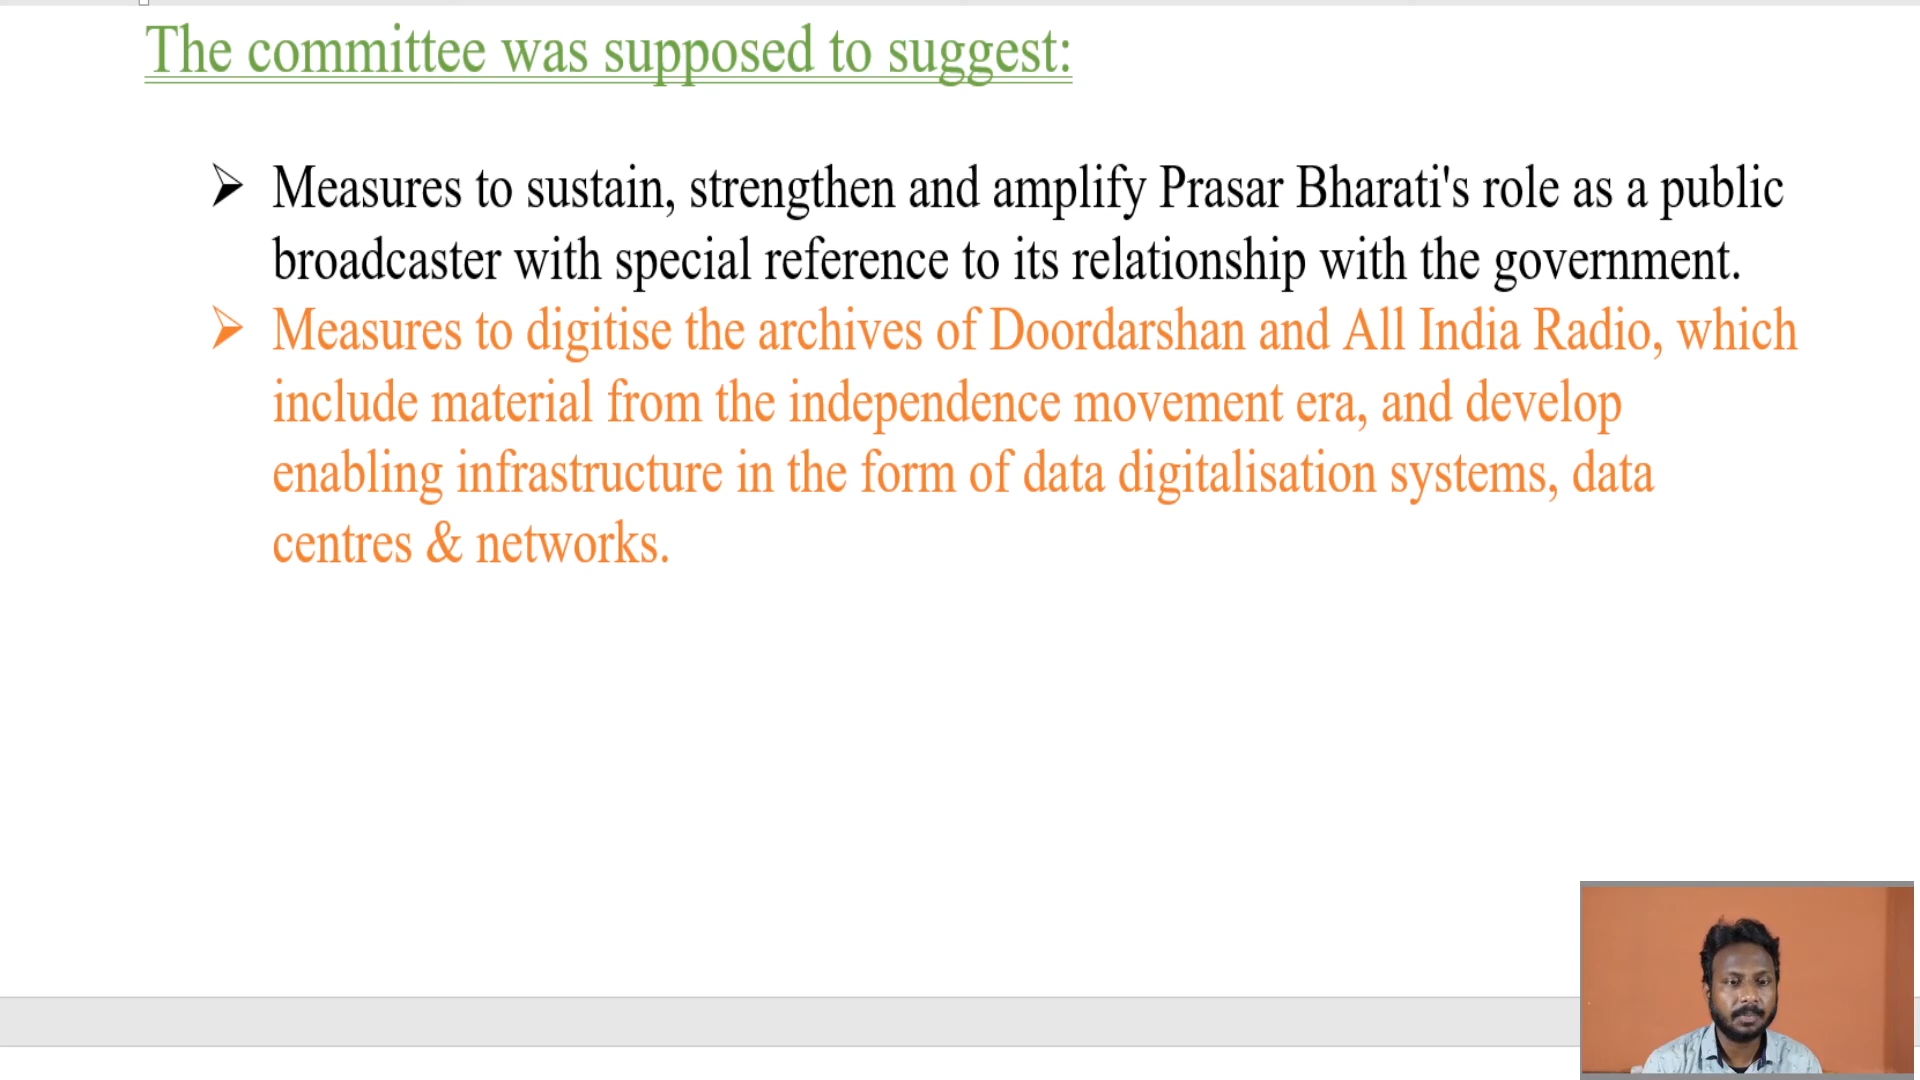 The committee was supposed to suggest:
➢ Measures to sustain, strengthen and amplify Prasar Bharati's role as a public
broadcaster with special reference to its relationship with the government.
➢ Measures to digitise the archives of Doordarshan and All India Radio, which
include material from the independence movement era, and develop
enabling infrastructure in the form of data digitalisation systems, data
centres & networks.